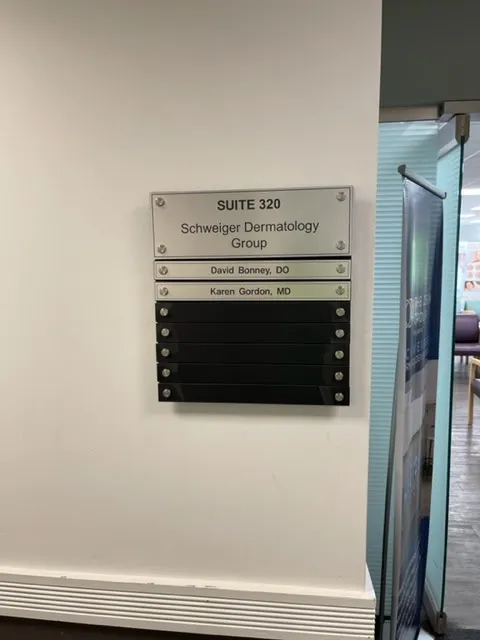 SUITE 320
Schweiger Dermatology
Group
David Bonney, DO
Karen Gordon, MD